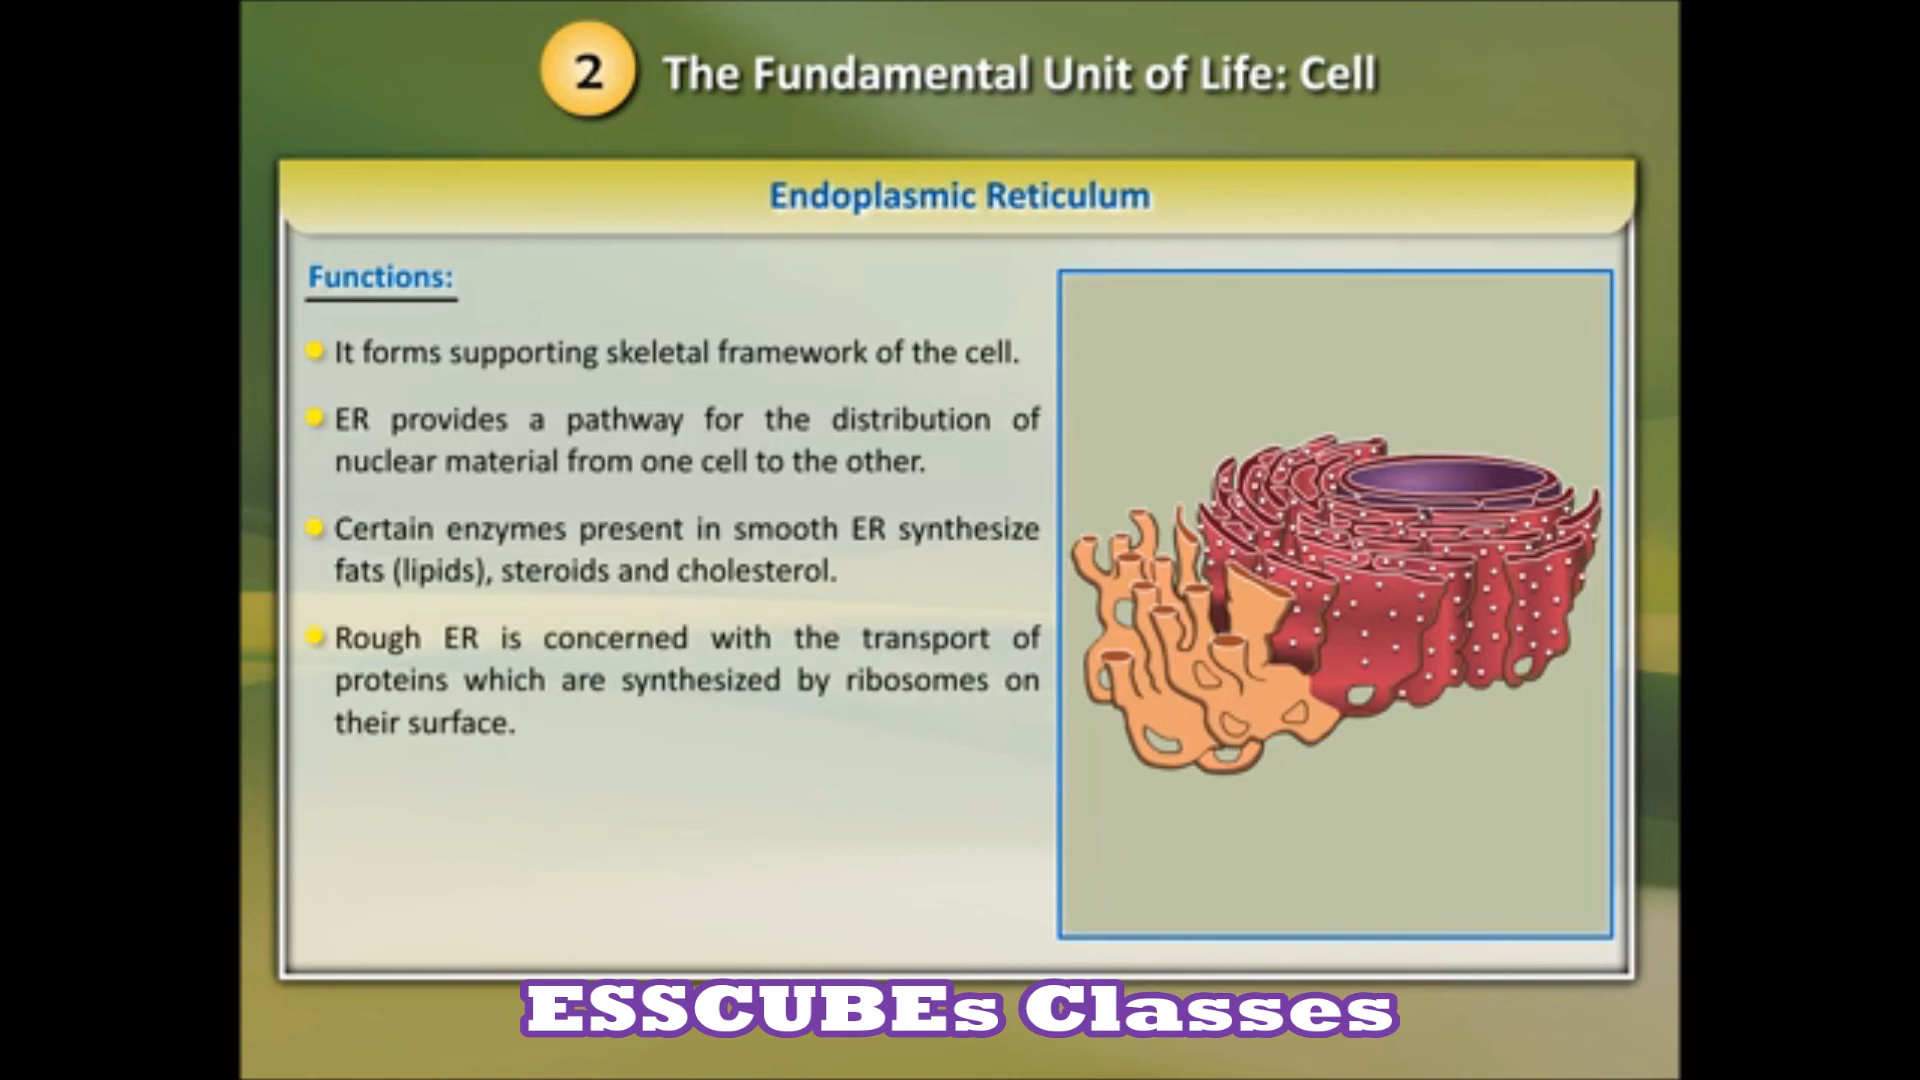 2 The Fundamental Unit of Life: Cell
Endoplasmic Reticulum
Functions:
It forms supporting skeletal framework of the cell.
ER provides a pathway for the distribution of
nuclear material from one cell to the other.
Certain enzymes present in smooth ER synthesize
fats (lipids), steroids and cholesterol.
Rough ER is concerned with the transport of
proteins which are synthesized by ribosomes on
their surface.
ESSCUBEs Classes